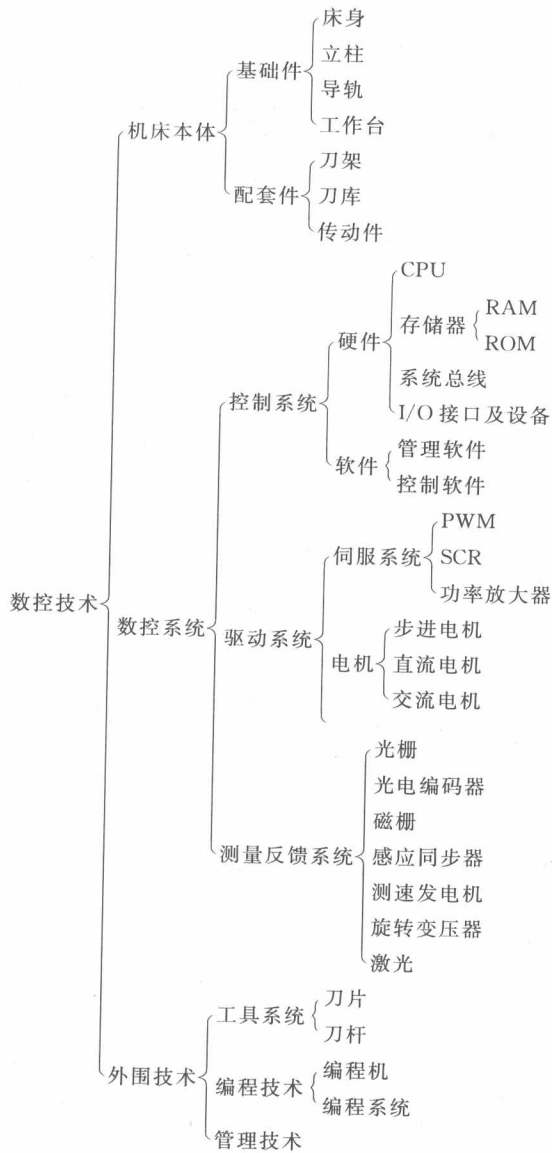 床身
立柱
基础件
导轨
工作台
机床本体
刀架
配套件
刀库
传动件
CPU
RAM
存储器
ROM
硬件
系统总线
控制系统
I/O 接口及设备
管理软件
软件
控制软件
PWM
伺服系统
SCR
功率放大器
数控技术
数控系统
驱动系统
步进电机
电机
直流电机
交流电机
光栅
光电编码器
磁栅
测量反馈系统
感应同步器
测速发电机
旋转变压器
激光
刀片
工具系统
刀杆
外围技术
编程机
编程技术
编程系统
管理技术